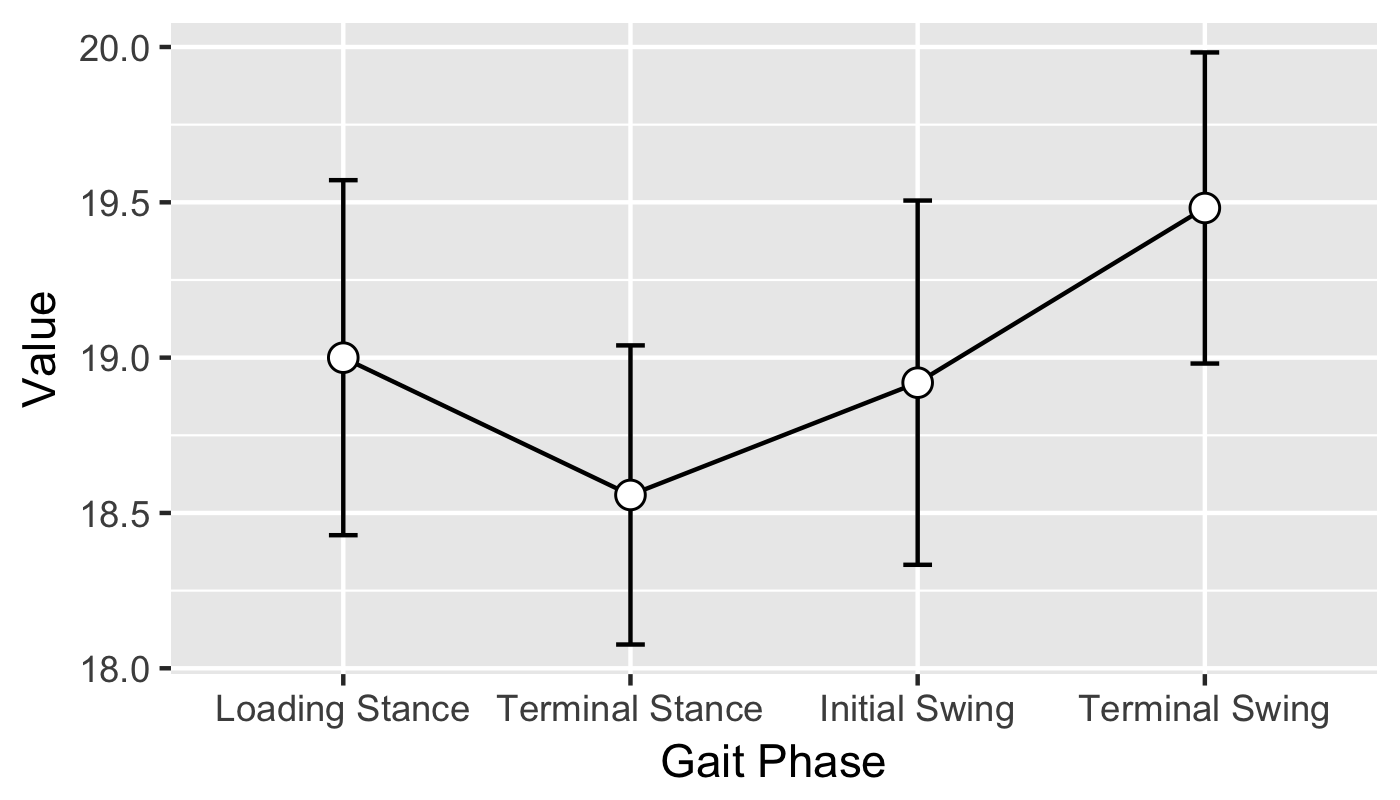 20.0
19.5
19.0
18.5
18.0
Value
Loading Stance Terminal Stance Initial Swing Terminal Swing
Gait Phase